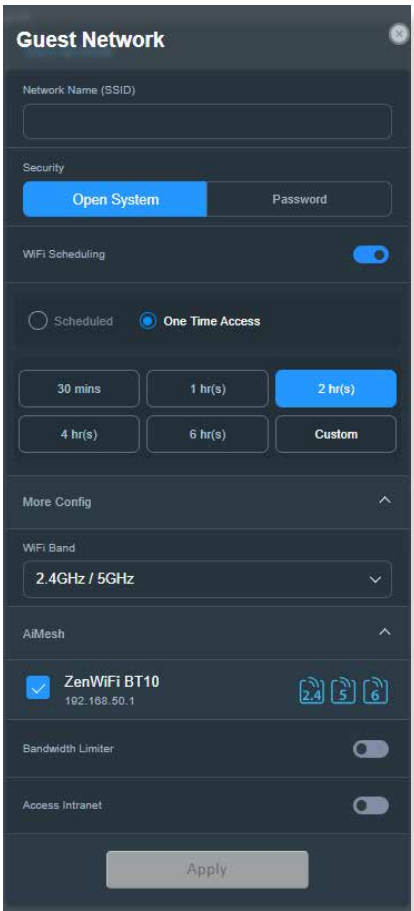 Guest Network
Network Name (SSID)
Security
Open System Password
WiFi Scheduling
Scheduled One Time Access
30 mins 1 hr(s) 2 hr(s)
4 hr(s) 6 hr(s) Custom
More Config
WiFi Band
2.4GHz / 5GHz
AiMesh
ZenWiFi BT10
192.168.50.1
2.4 5 6
Bandwidth Limiter
Access Intranet
Apply